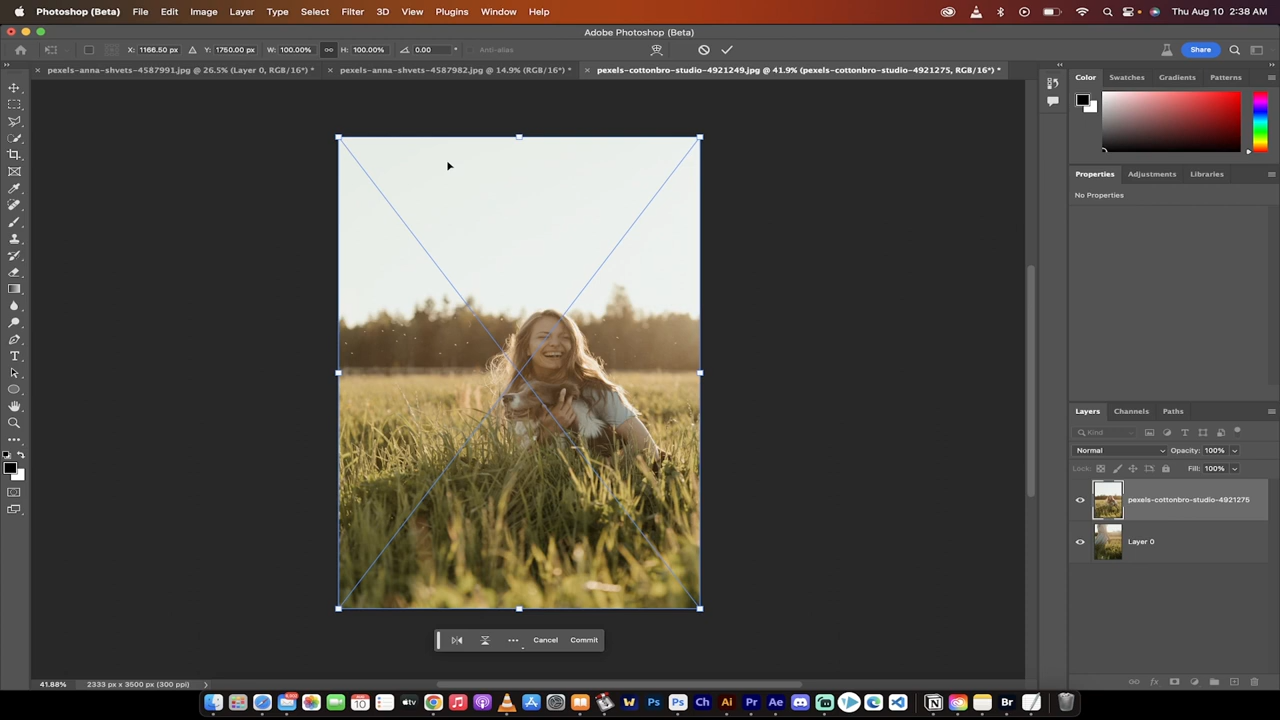 Photoshop (Beta) File Edit Image Layer Type Select Filter 3D View Plugins Window Help Thu Aug 10 2:38 AM
Adobe Photoshop (Beta)
X: 1166.50 px Y: 1750.00 px W: 100.00% H: 100.00% 0.00 ° Anti-alias Share
pexels-anna-shvets-4587991.jpg @ 26.5% (Layer 0, RGB/16*) * pexels-anna-shvets-4587982.jpg @ 14.9% (RGB/16*) * pexels-cottonbro-studio-4921249.jpg @ 41.9% (pexels-cottonbro-studio-4921275, RGB/16*) *
Color Swatches Gradients Patterns
Properties Adjustments Libraries
No Properties
Layers Channels Paths
Kind
Normal Opacity: 100%
Lock: Fill: 100%
pexels-cottonbro-studio-4921275
Layer 0
Cancel Commit
41.88% 2333 px x 3500 px (300 ppi)